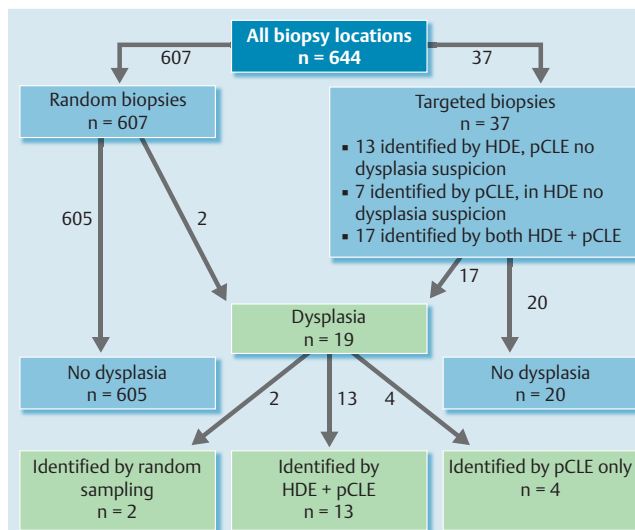 All biopsy locations
n = 644
607
37
Random biopsies
n = 607
Targeted biopsies
n = 37
▪ 13 identified by HDE, pCLE no
dysplasia suspicion
▪ 7 identified by pCLE, in HDE no
dysplasia suspicion
▪ 17 identified by both HDE + pCLE
605
2
17
20
Dysplasia
n = 19
No dysplasia
n = 605
No dysplasia
n = 20
2
13
4
Identified by random
sampling
n = 2
Identified by
HDE + pCLE
n = 13
Identified by pCLE only
n = 4